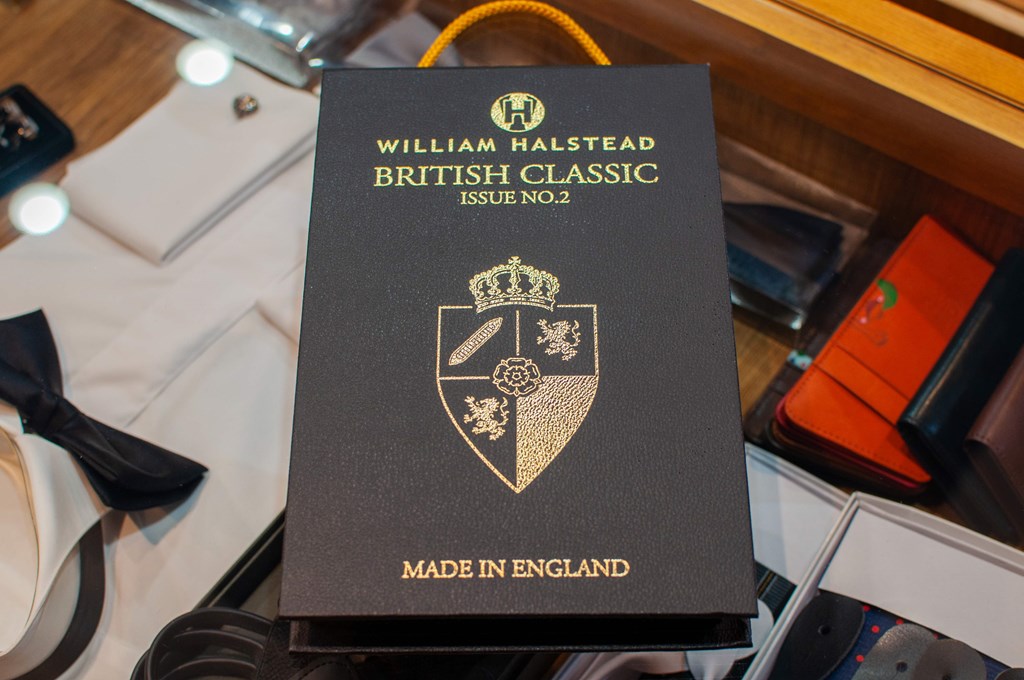 H
WILLIAM HALSTEAD
BRITISH CLASSIC
ISSUE NO.2
MADE IN ENGLAND